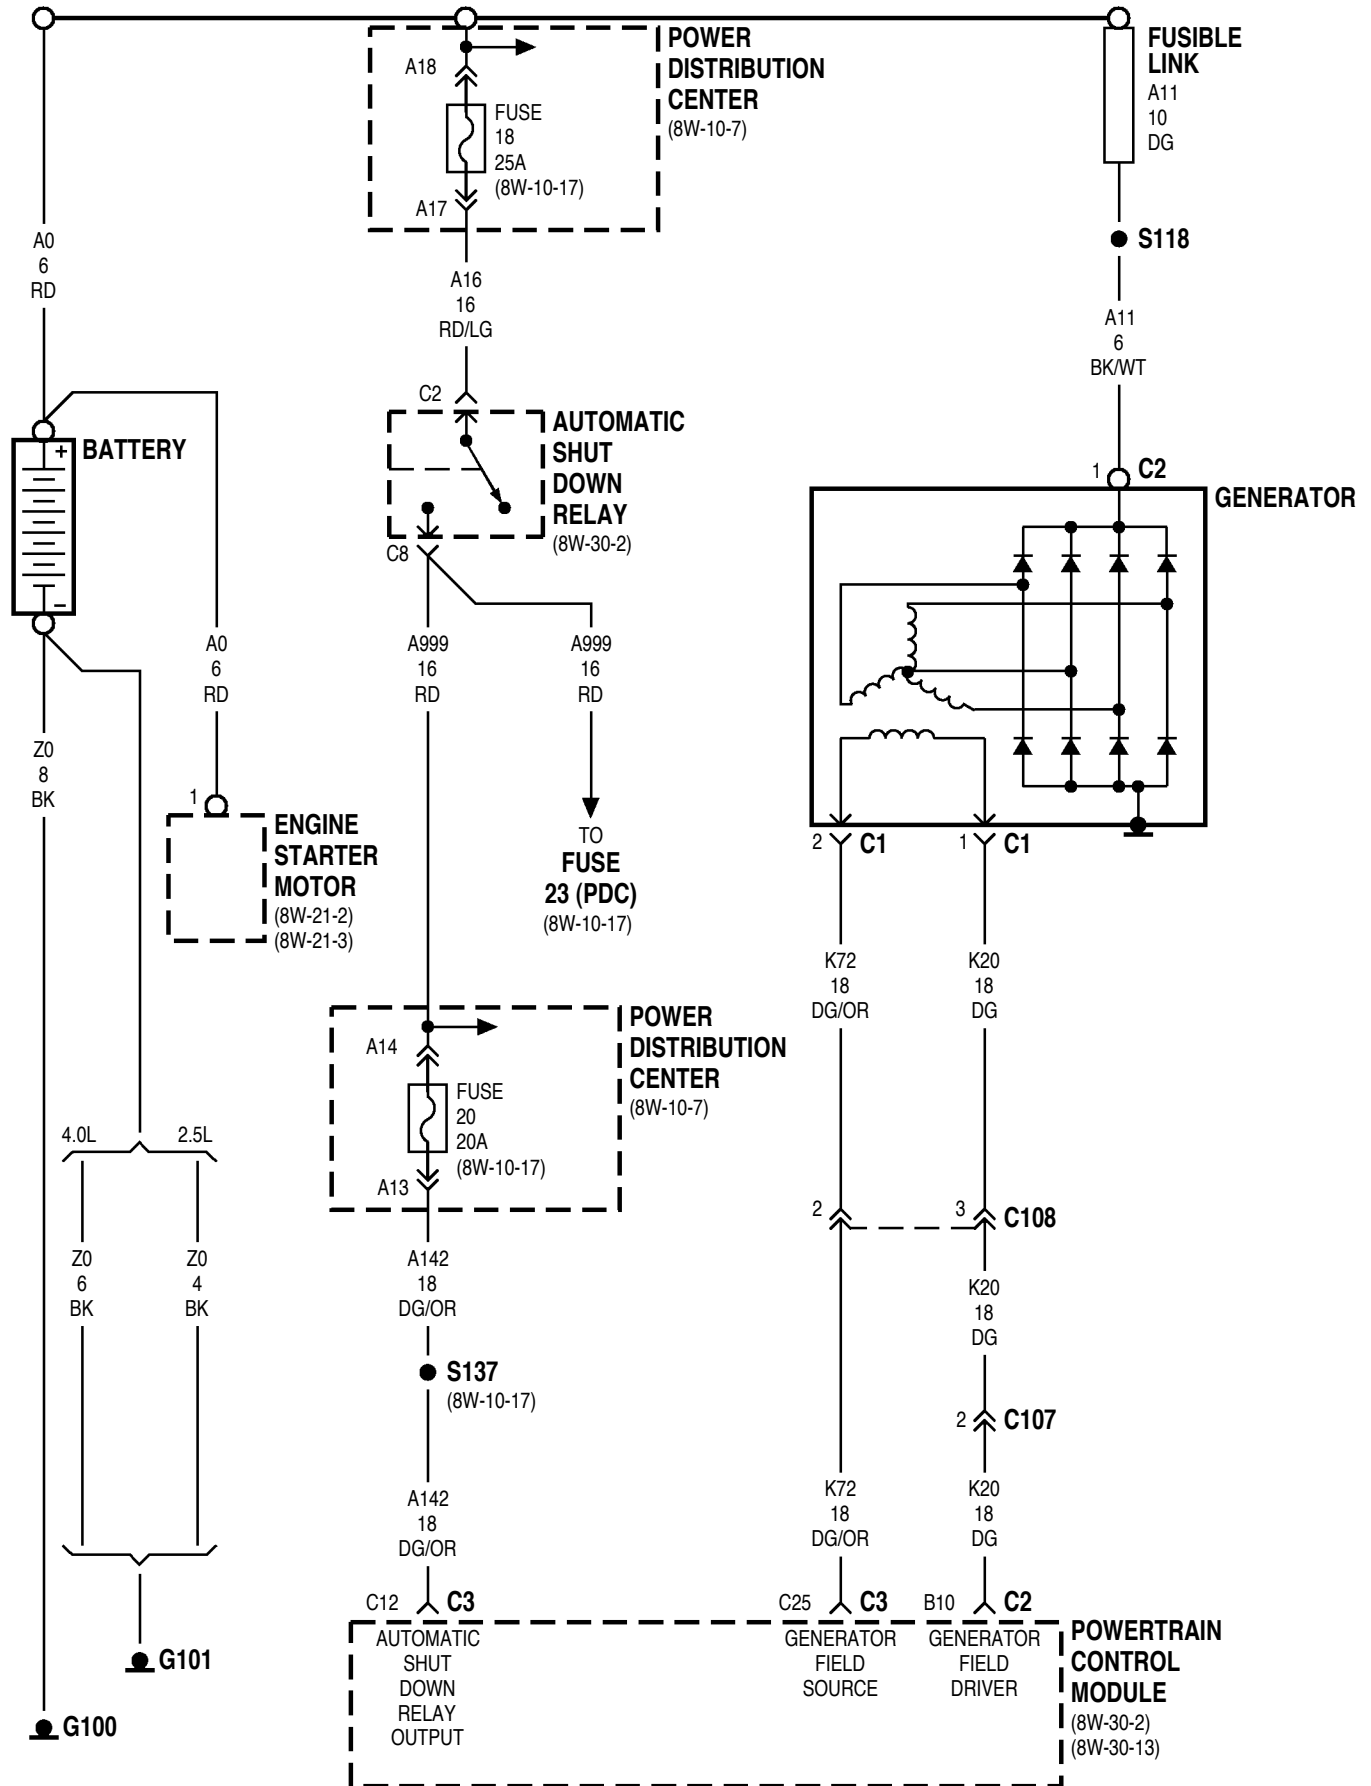 POWER
DISTRIBUTION
CENTER
(8W-10-7)
A18
FUSE
18
25A
(8W-10-17)
A17
FUSIBLE
LINK
A11
10
DG
S118
A0
6
RD
A16
16
RD/LG
A11
6
BK/WT
C2
AUTOMATIC
SHUT
DOWN
RELAY
(8W-30-2)
C8
+
BATTERY
–
1
C2
GENERATOR
A0
6
RD
A999
16
RD
A999
16
RD
Z0
8
BK
1
ENGINE
STARTER
MOTOR
(8W-21-2)
(8W-21-3)
TO
FUSE
23 (PDC)
(8W-10-17)
2
C1
1
C1
K72
18
DG/OR
K20
18
DG
POWER
DISTRIBUTION
CENTER
(8W-10-7)
A14
FUSE
20
20A
(8W-10-17)
A13
4.0L
2.5L
Z0
6
BK
Z0
4
BK
A142
18
DG/OR
2
3
C108
K20
18
DG
S137
(8W-10-17)
2
C107
A142
18
DG/OR
K72
18
DG/OR
K20
18
DG
C12
C3
C25
C3
B10
C2
AUTOMATIC
SHUT
DOWN
RELAY
OUTPUT
GENERATOR
FIELD
SOURCE
GENERATOR
FIELD
DRIVER
POWERTRAIN
CONTROL
MODULE
(8W-30-2)
(8W-30-13)
G101
G100